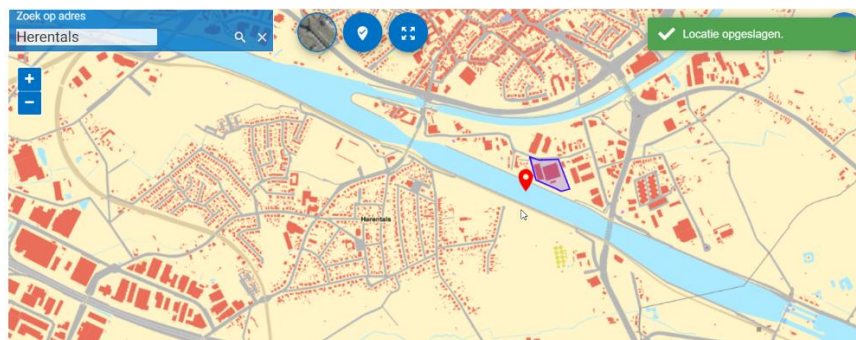 Zoek op adres
Herentals
Locatie opgeslagen.
+
−
Herentals